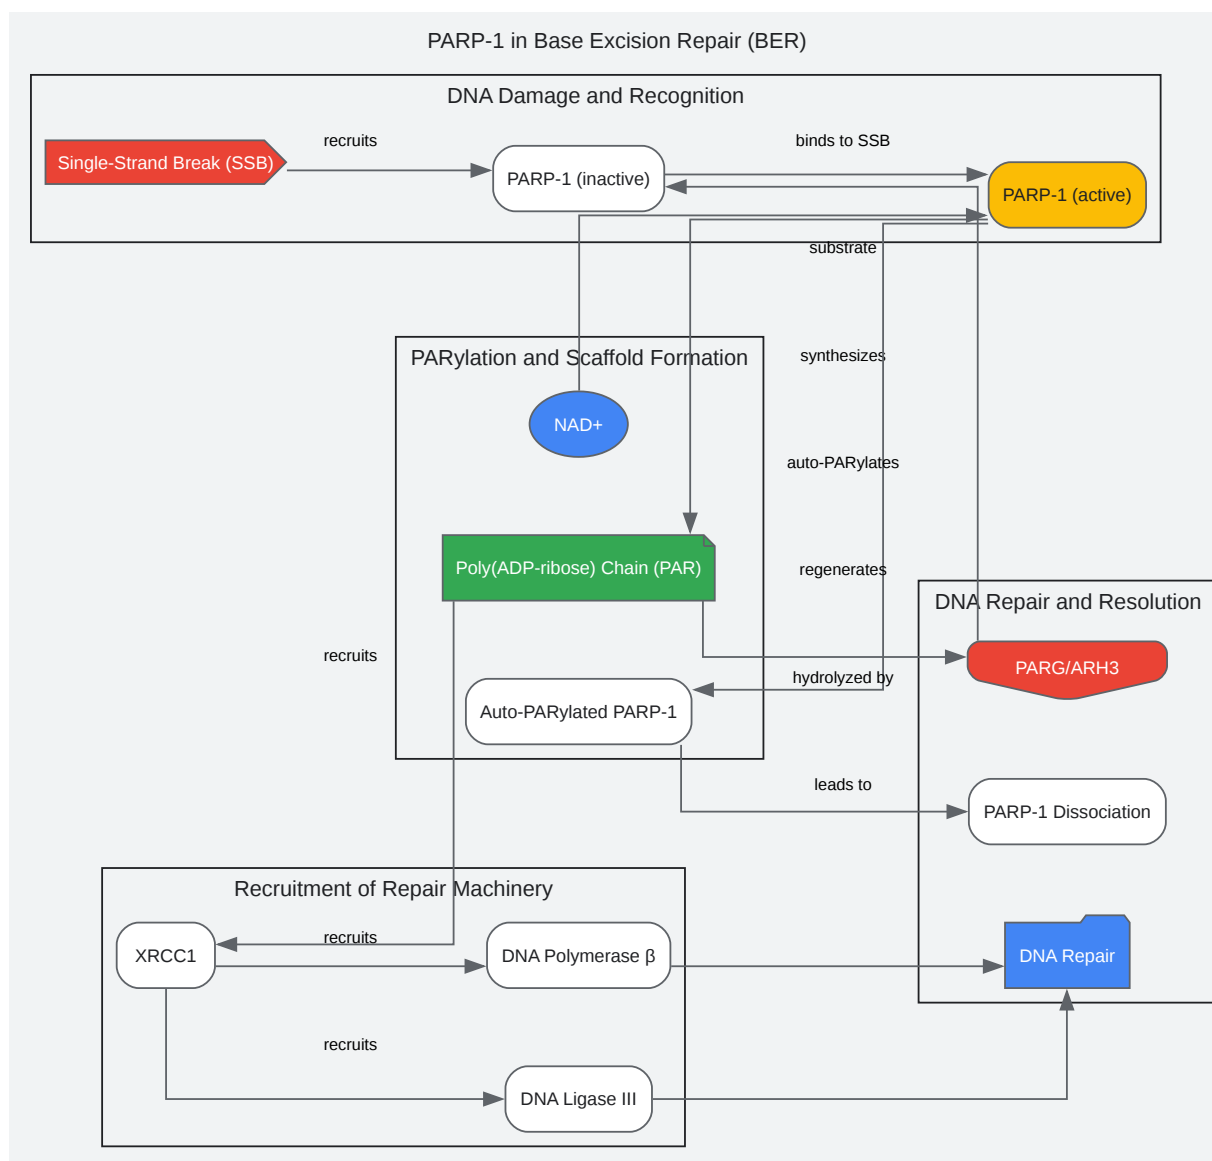 PARP-1 in Base Excision Repair (BER)
DNA Damage and Recognition
recruits
binds to SSB
Single-Strand Break (SSB)
PARP-1 (inactive)
PARP-1 (active)
substrate
PARylation and Scaffold Formation
synthesizes
NAD+
auto-PARylates
Poly(ADP-ribose) Chain (PAR)
regenerates
DNA Repair and Resolution
recruits
PARG/ARH3
hydrolyzed by
Auto-PARylated PARP-1
leads to
PARP-1 Dissociation
Recruitment of Repair Machinery
recruits
XRCC1
DNA Polymerase β
DNA Repair
recruits
DNA Ligase III